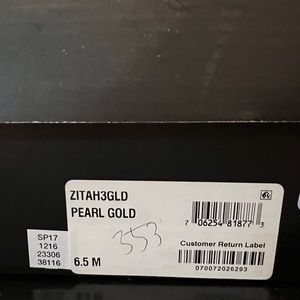 ZITAH3GLD
PEARL GOLD
7 06254 81877 3
353
Customer Return Label
070072026293
6.5 M
SP17
1216
23306
38116